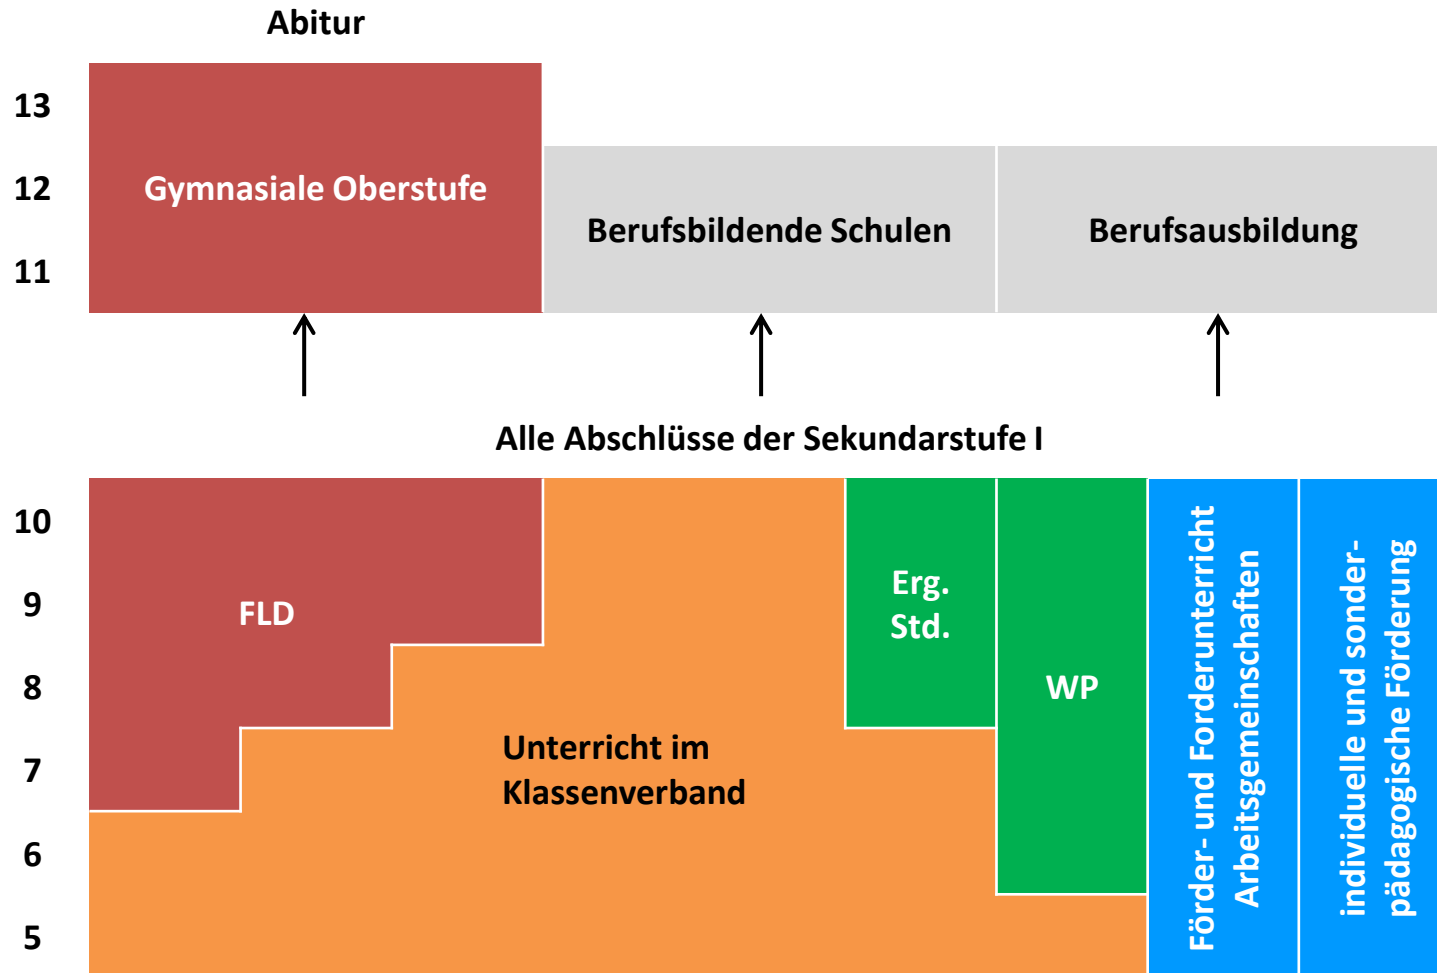 Abitur
13
12
11
Gymnasiale Oberstufe
Berufsbildende Schulen
Berufsausbildung
Alle Abschlüsse der Sekundarstufe I
10
9
8
7
6
5
FLD
Unterricht im
Klassenverband
Erg.
Std.
WP
Förder- und Forderunterricht
Arbeitsgemeinschaften
individuelle und sonder-
pädagogische Förderung